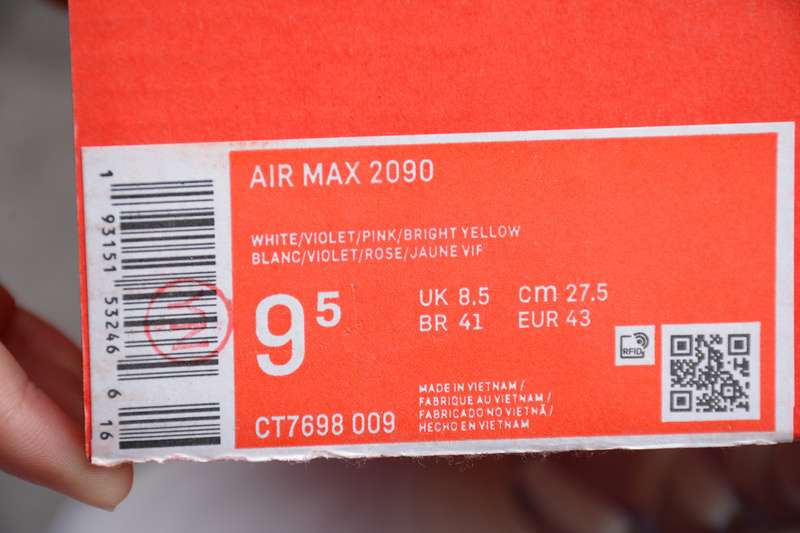 AIR MAX 2090
WHITE/VIOLET/PINK/BRIGHT YELLOW
BLANC/VIOLET/ROSE/JAUNE VIF
9 5
UK 8.5 cm 27.5
BR 41 EUR 43
RFID
MADE IN VIETNAM /
FABRIQUE AU VIETNAM /
FABRICADO NO VIETNÃ /
HECHO EN VIETNAM
CT7698 009
1 93151 53246 6 16